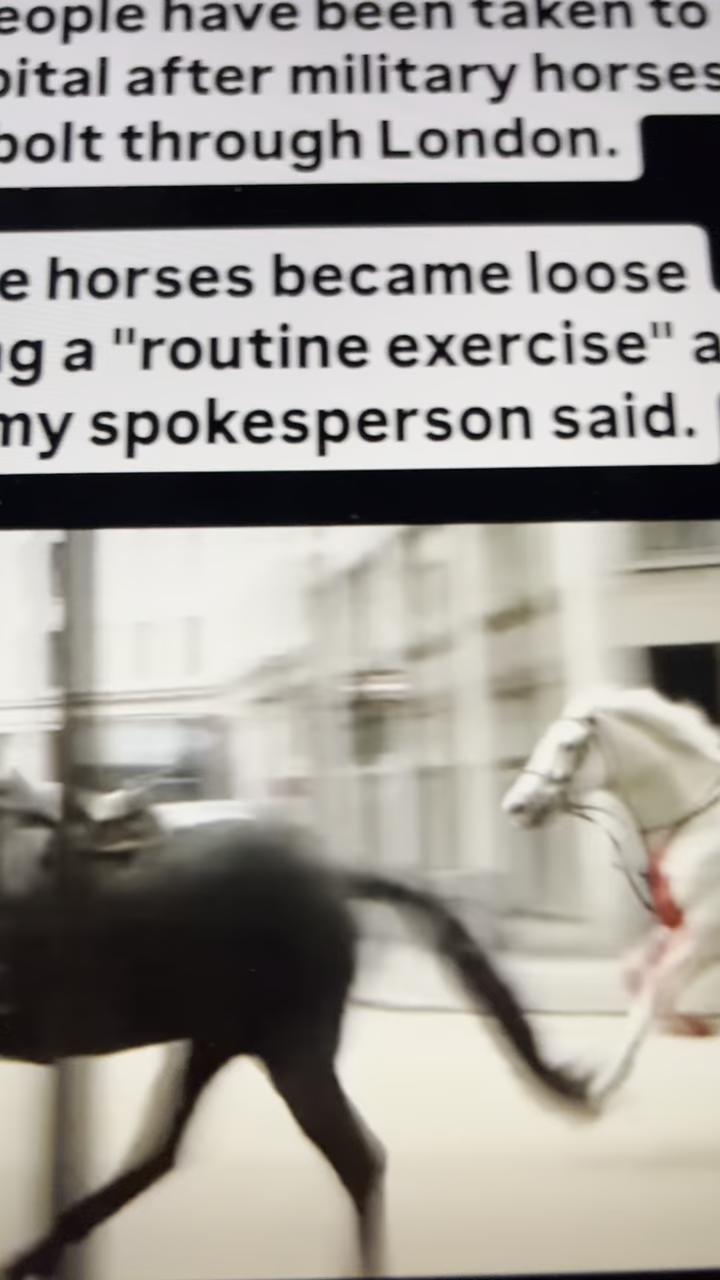 eople have been taken to
pital after military horses
bolt through London.
e horses became loose
ng a "routine exercise" a
my spokesperson said.